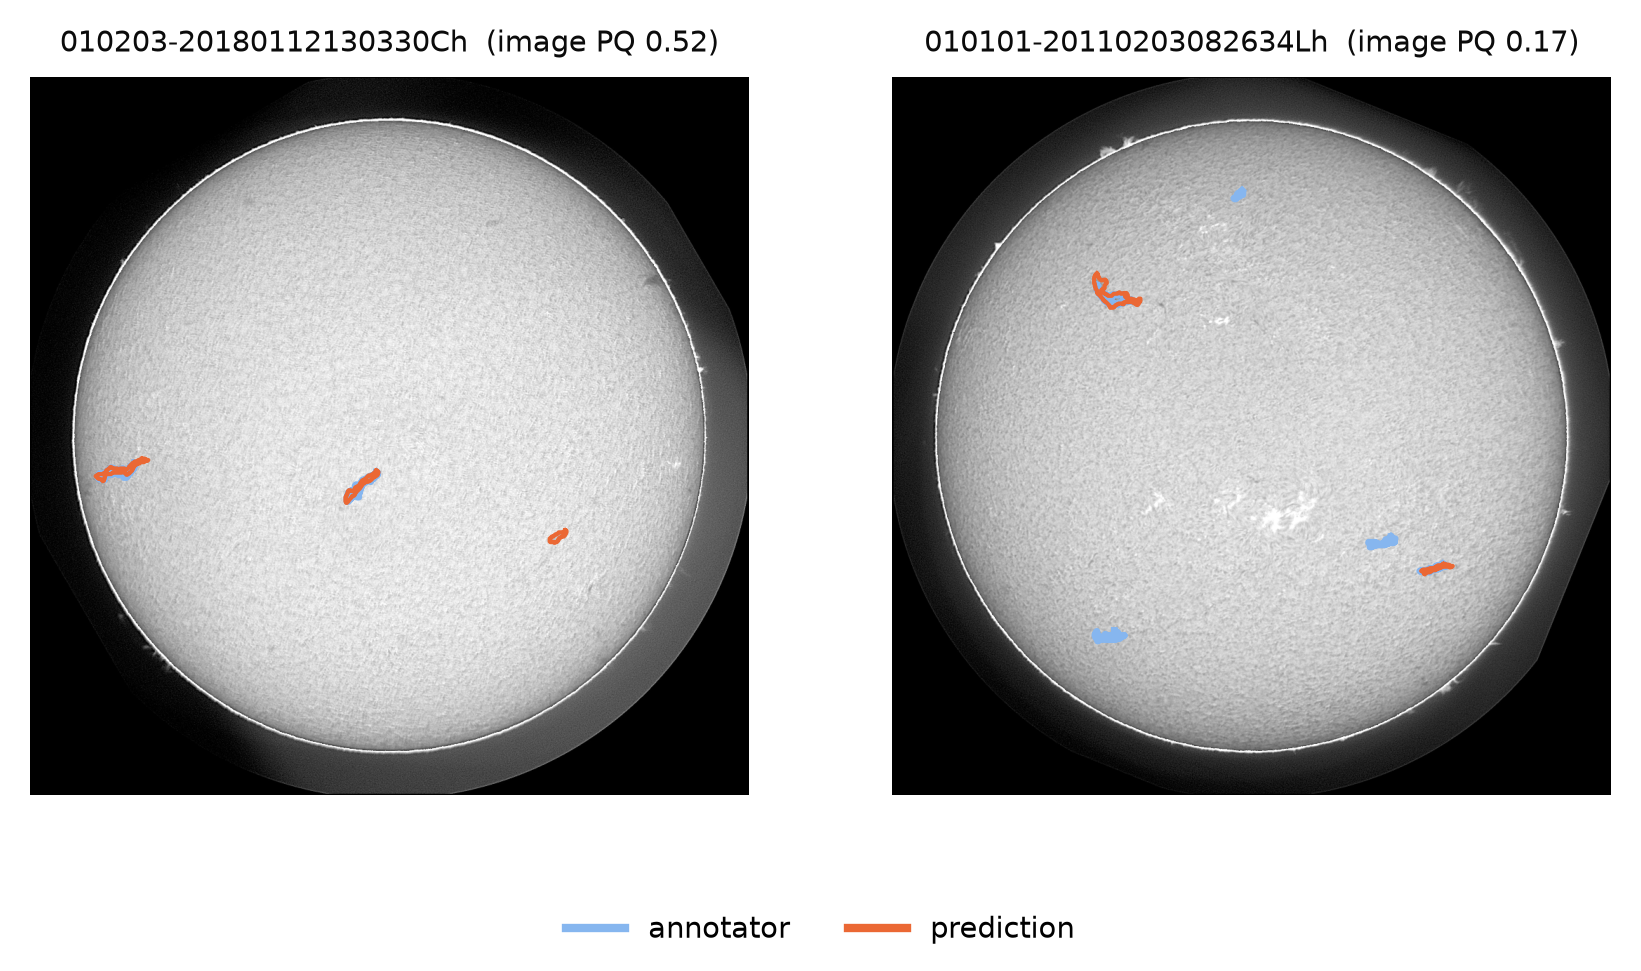 010203-20180112130330Ch (image PQ 0.52)
010101-20110203082634Lh (image PQ 0.17)
annotator
prediction